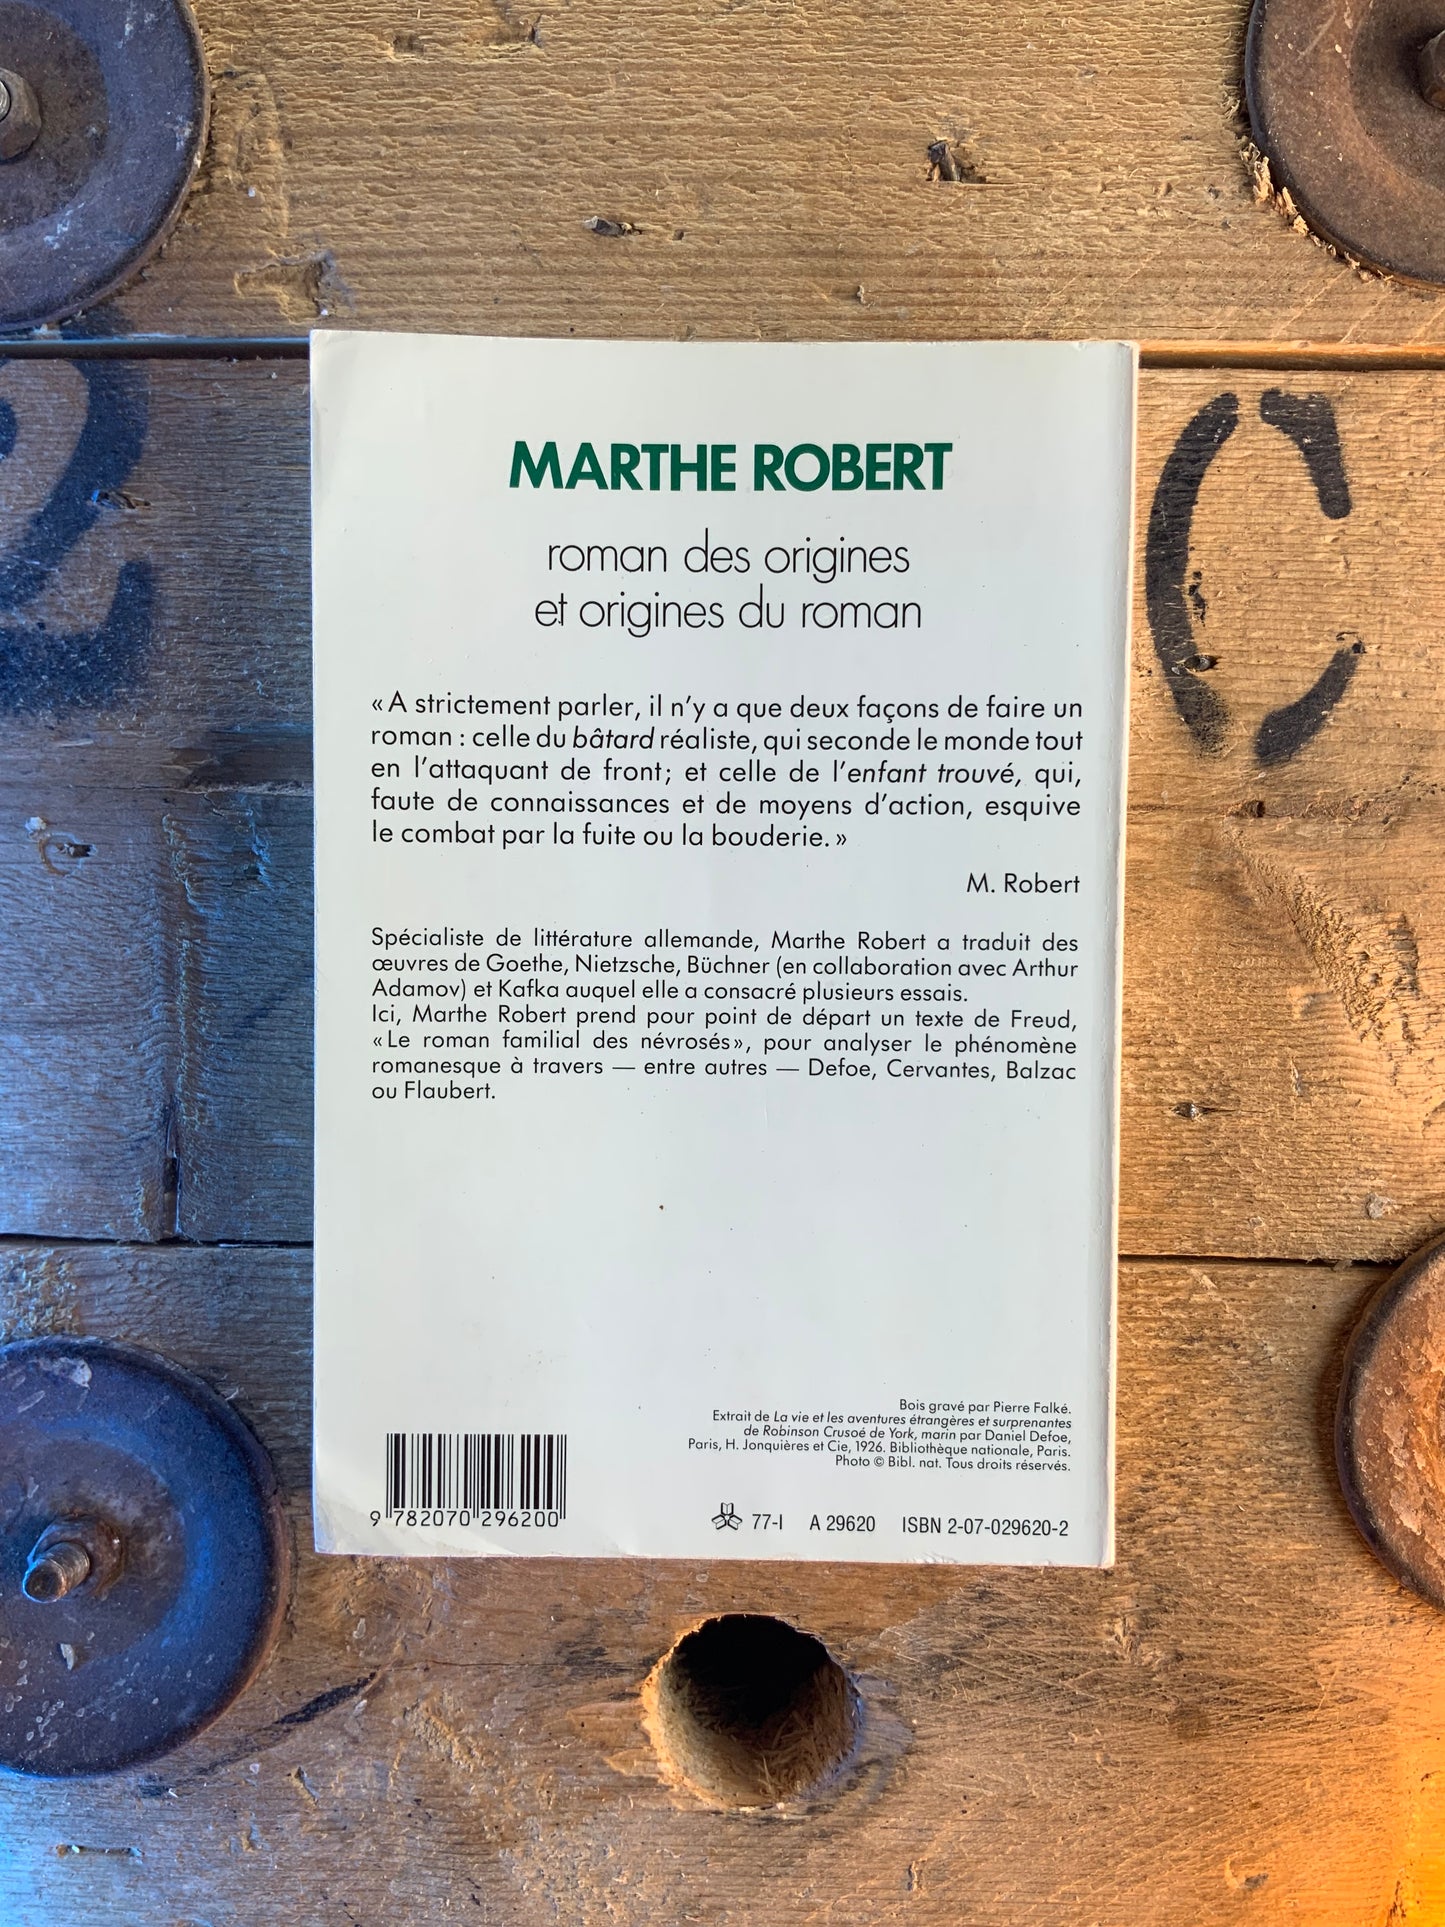 MARTHE ROBERT
roman des origines
et origines du roman
« A strictement parler, il n’y a que deux façons de faire un
roman : celle du bâtard réaliste, qui seconde le monde tout
en l’attaquant de front; et celle de l’enfant trouvé, qui,
faute de connaissances et de moyens d’action, esquive
le combat par la fuite ou la bouderie. »
M. Robert
Spécialiste de littérature allemande, Marthe Robert a traduit des
œuvres de Goethe, Nietzsche, Büchner (en collaboration avec Arthur
Adamov) et Kafka auquel elle a consacré plusieurs essais.
Ici, Marthe Robert prend pour point de départ un texte de Freud,
« Le roman familial des névrosés », pour analyser le phénomène
romanesque à travers — entre autres — Defoe, Cervantes, Balzac
ou Flaubert.
Bois gravé par Pierre Falké.
Extrait de La vie et les aventures étrangères et surprenantes
de Robinson Crusoé de York, marin par Daniel Defoe,
Paris, H. Jonquières et Cie, 1926. Bibliothèque nationale, Paris.
Photo © Bibl. nat. Tous droits réservés.
9 782070 296200
77-I A 29620 ISBN 2-07-029620-2
C